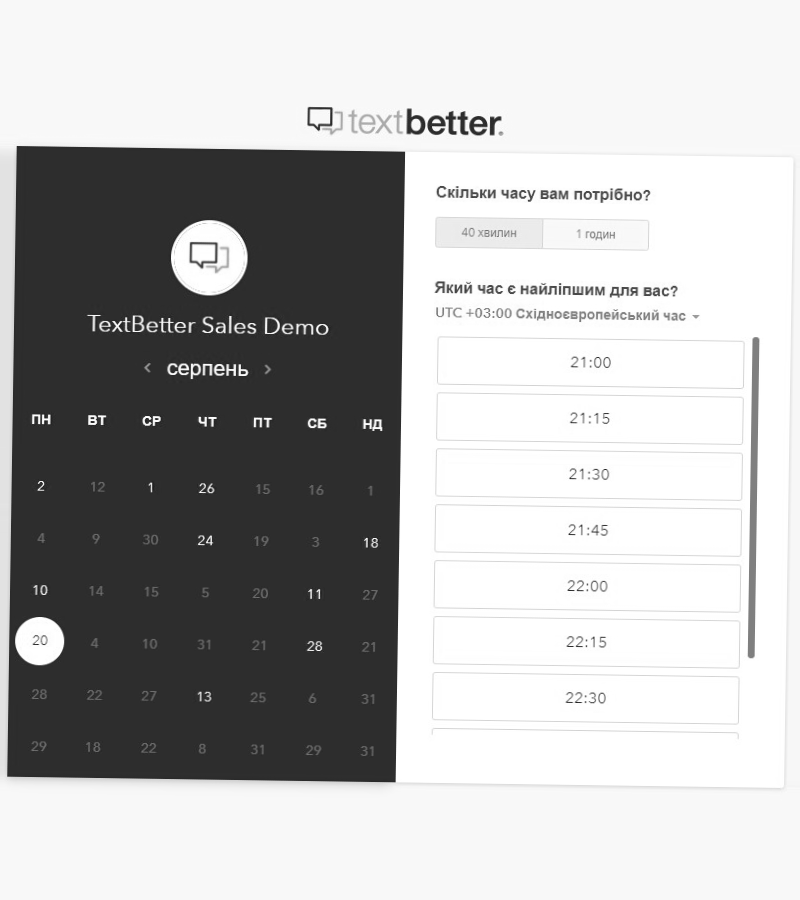 textbetter.
TextBetter Sales Demo
серпень
ПН ВТ СР ЧТ ПТ СБ НД
2 12 1 26 15 16 1
4 9 30 24 19 3 18
10 14 15 5 20 11 27
20 4 10 31 21 28 21
28 22 27 13 25 6 31
29 18 22 8 31 29 31
Скільки часу вам потрібно?
40 хвилин 1 годин
Який час є найліпшим для вас?
UTC +03:00 Східноєвропейський час
21:00
21:15
21:30
21:45
22:00
22:15
22:30